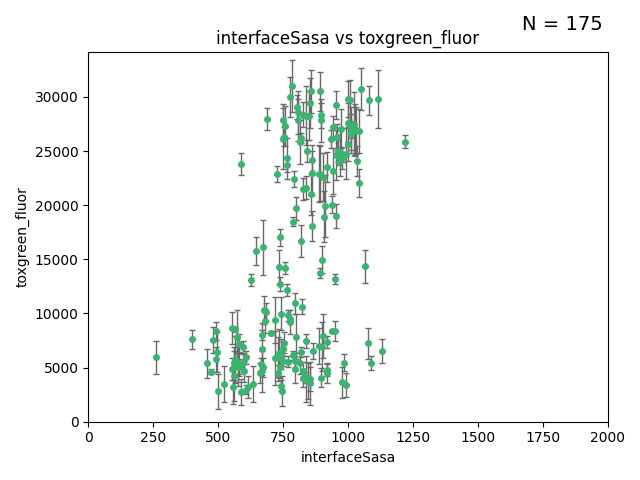 N = 175
interfaceSasa vs toxgreen_fluor
30000
25000
20000
15000
10000
5000
0
toxgreen_fluor
0 250 500 750 1000 1250 1500 1750 2000
interfaceSasa